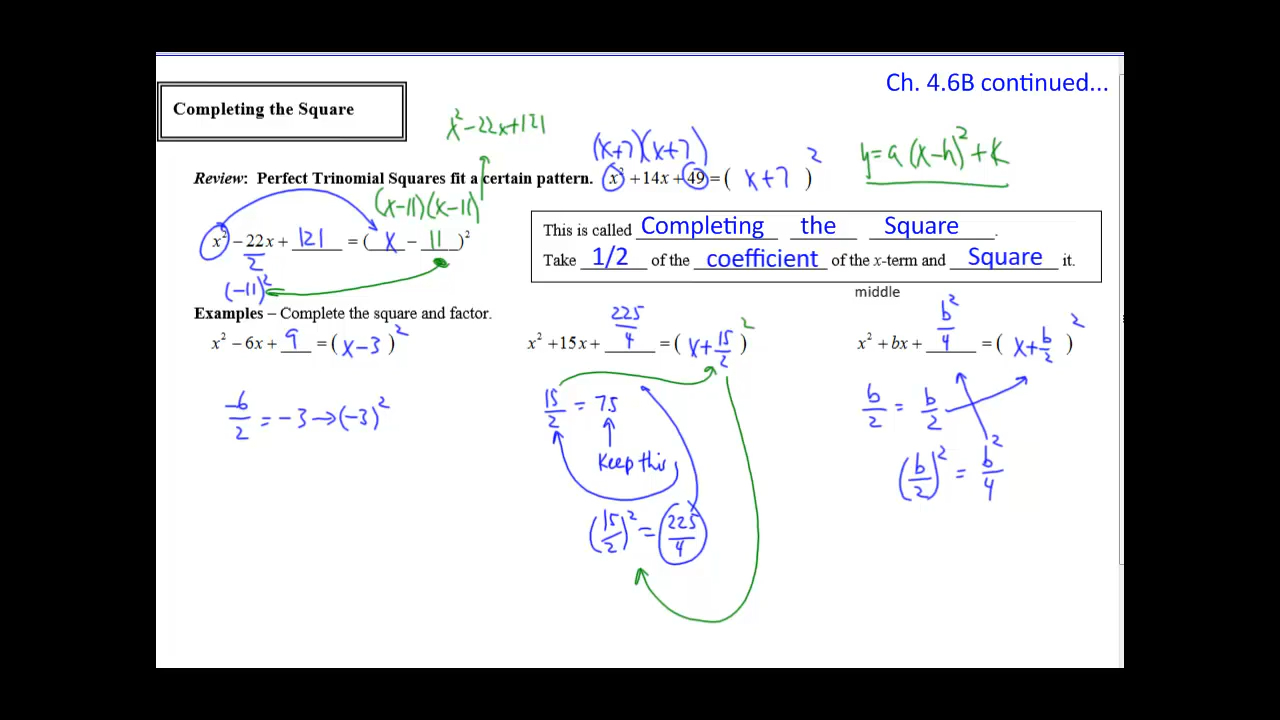 Ch. 4.6B continued...
Completing the Square
x² - 22x + 121
(x+7)(x+7)
y = a(x-h)² + k
Review: Perfect Trinomial Squares fit a certain pattern. x² + 14x + 49 = ( x+7 )²
(x-11)(x-11)
x² - 22x + 121 = ( x - 11 )²
2
(-11)²
This is called Completing the Square.
Take 1/2 of the coefficient of the x-term and Square it.
middle
Examples – Complete the square and factor.
x² - 6x + 9 = ( x-3 )²
x² + 15x + 225/4 = ( x + 15/2 )²
x² + bx + b²/4 = ( x + b/2 )²
-6/2 = -3 → (-3)²
15/2 = 7.5
Keep this
(15/2)² = 225/4
b/2 = b/2
(b/2)² = b²/4